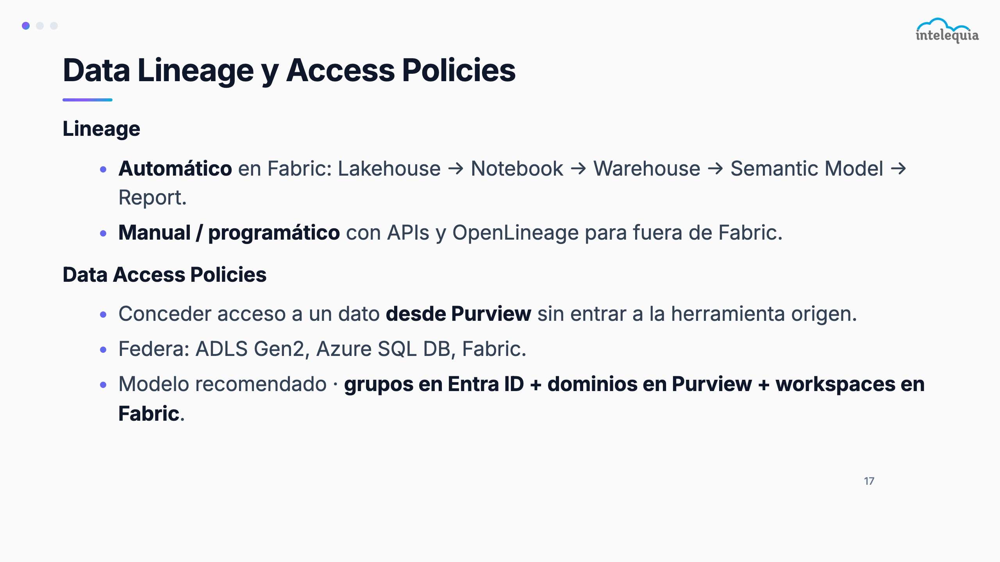 intelequia
Data Lineage y Access Policies
Lineage
• Automático en Fabric: Lakehouse → Notebook → Warehouse → Semantic Model →
Report.
• Manual / programático con APIs y OpenLineage para fuera de Fabric.
Data Access Policies
• Conceder acceso a un dato desde Purview sin entrar a la herramienta origen.
• Federa: ADLS Gen2, Azure SQL DB, Fabric.
• Modelo recomendado · grupos en Entra ID + dominios en Purview + workspaces en
Fabric.
17